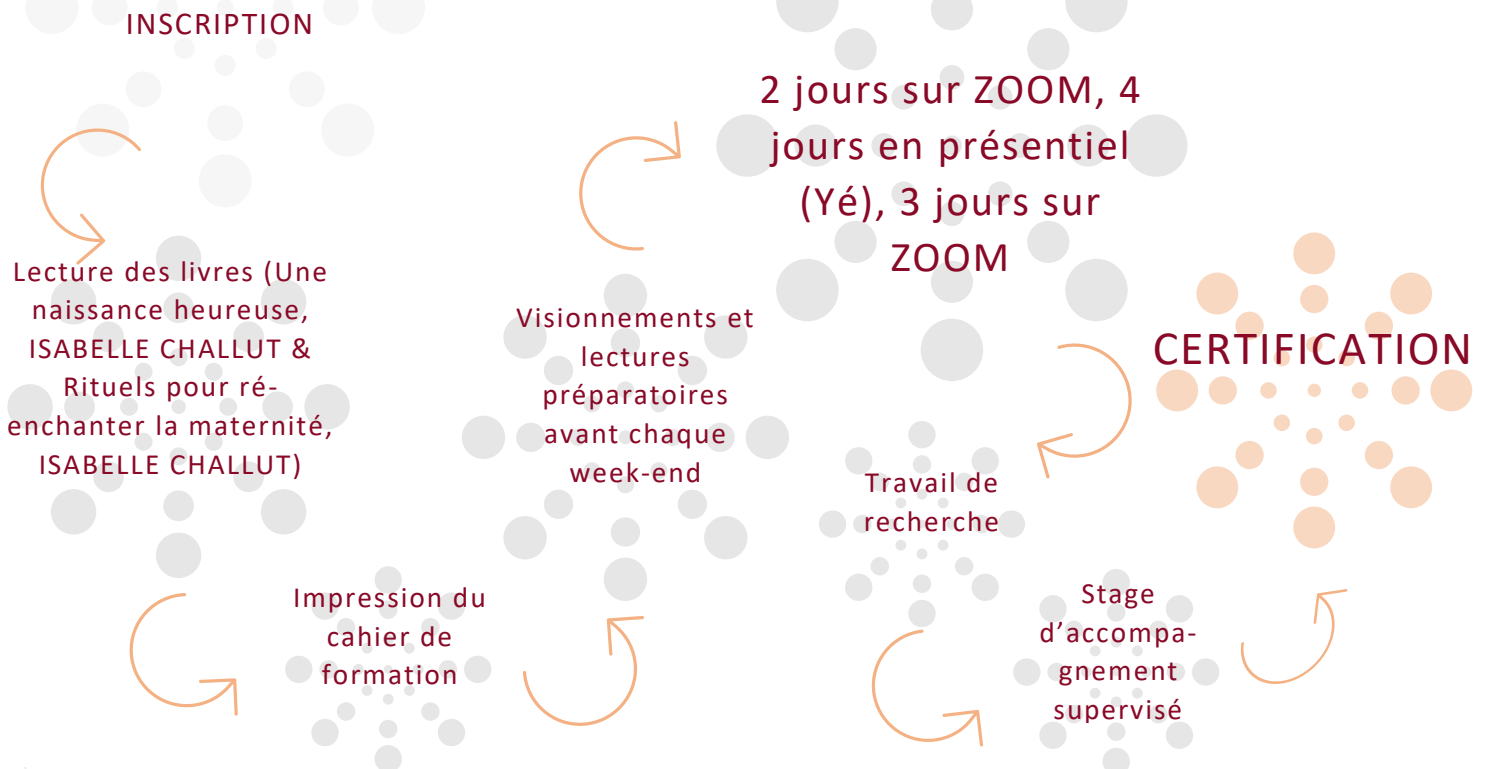 INSCRIPTION
Lecture des livres (Une
naissance heureuse,
ISABELLE CHALLUT &
Rituels pour ré-
enchanter la maternité,
ISABELLE CHALLUT)
Impression du
cahier de
formation
Visionnements et
lectures
préparatoires
avant chaque
week-end
2 jours sur ZOOM, 4
jours en présentiel
(Yé), 3 jours sur
ZOOM
Travail de
recherche
Stage
d’accompa-
gnement
supervisé
CERTIFICATION